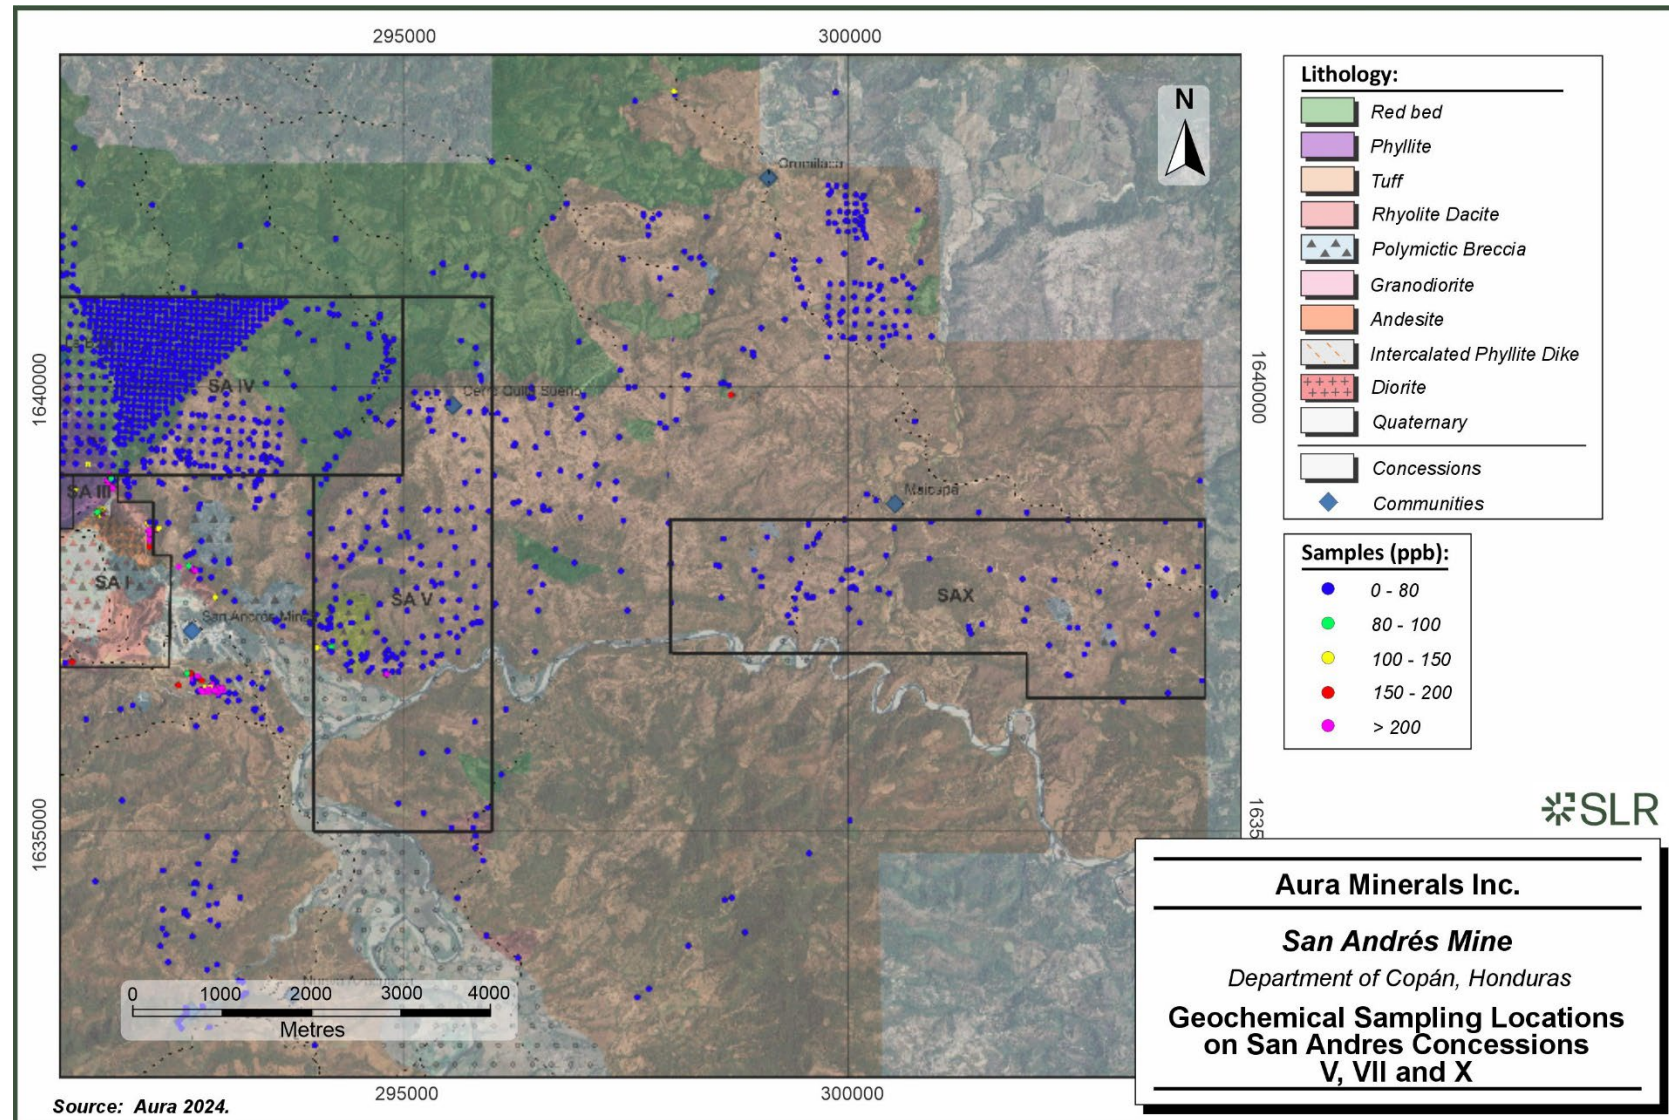 295000
300000
N
1640000
1640000
1635000
1635
SA IV
Cerro Quita Sueño
SA III
SA I
San Andrés Mine
SA V
SAX
0 1000 2000 3000 4000
Metres
295000
300000
Source: Aura 2024.
Lithology:
Red bed
Phyllite
Tuff
Rhyolite Dacite
Polymictic Breccia
Granodiorite
Andesite
Intercalated Phyllite Dike
Diorite
Quaternary
Concessions
Communities
Samples (ppb):
0 - 80
80 - 100
100 - 150
150 - 200
> 200
SLR
Aura Minerals Inc.
San Andrés Mine
Department of Copán, Honduras
Geochemical Sampling Locations
on San Andres Concessions
V, VII and X